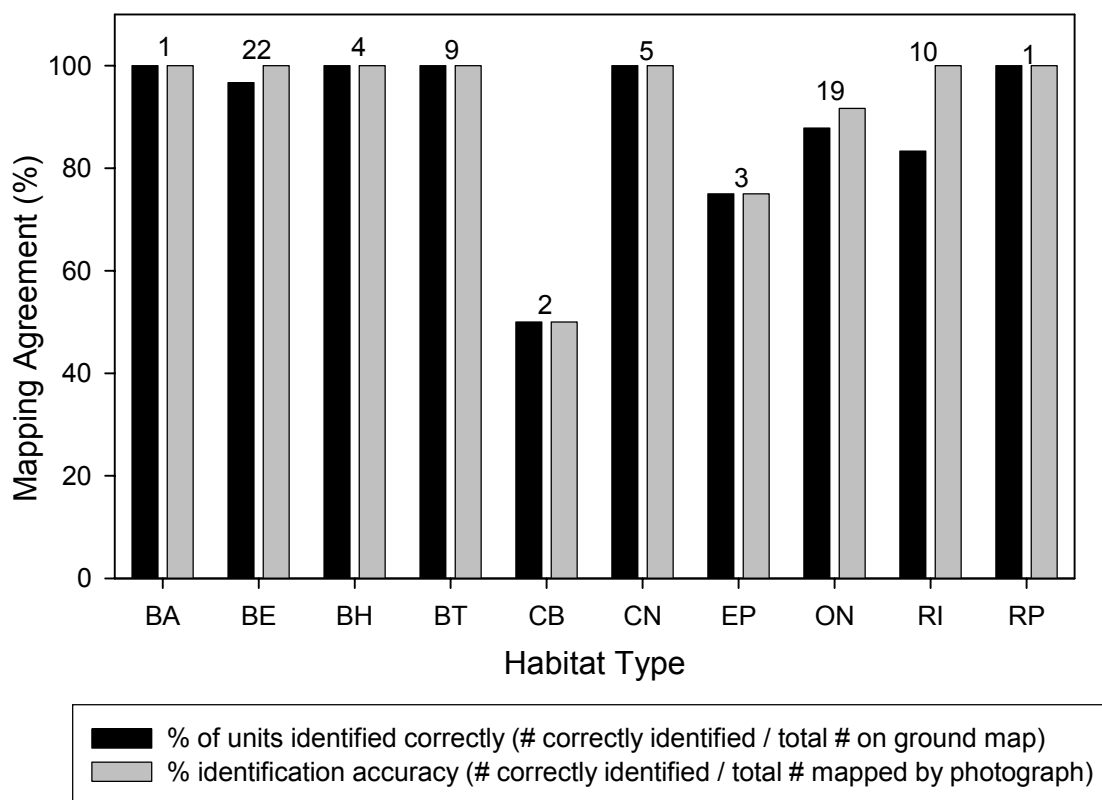 1 22 4 9 2 5 3 19 10 1
100
80
60
40
20
0
Mapping Agreement (%)
BA BE BH BT CB CN EP ON RI RP
Habitat Type
% of units identified correctly (# correctly identified / total # on ground map)
% identification accuracy (# correctly identified / total # mapped by photograph)